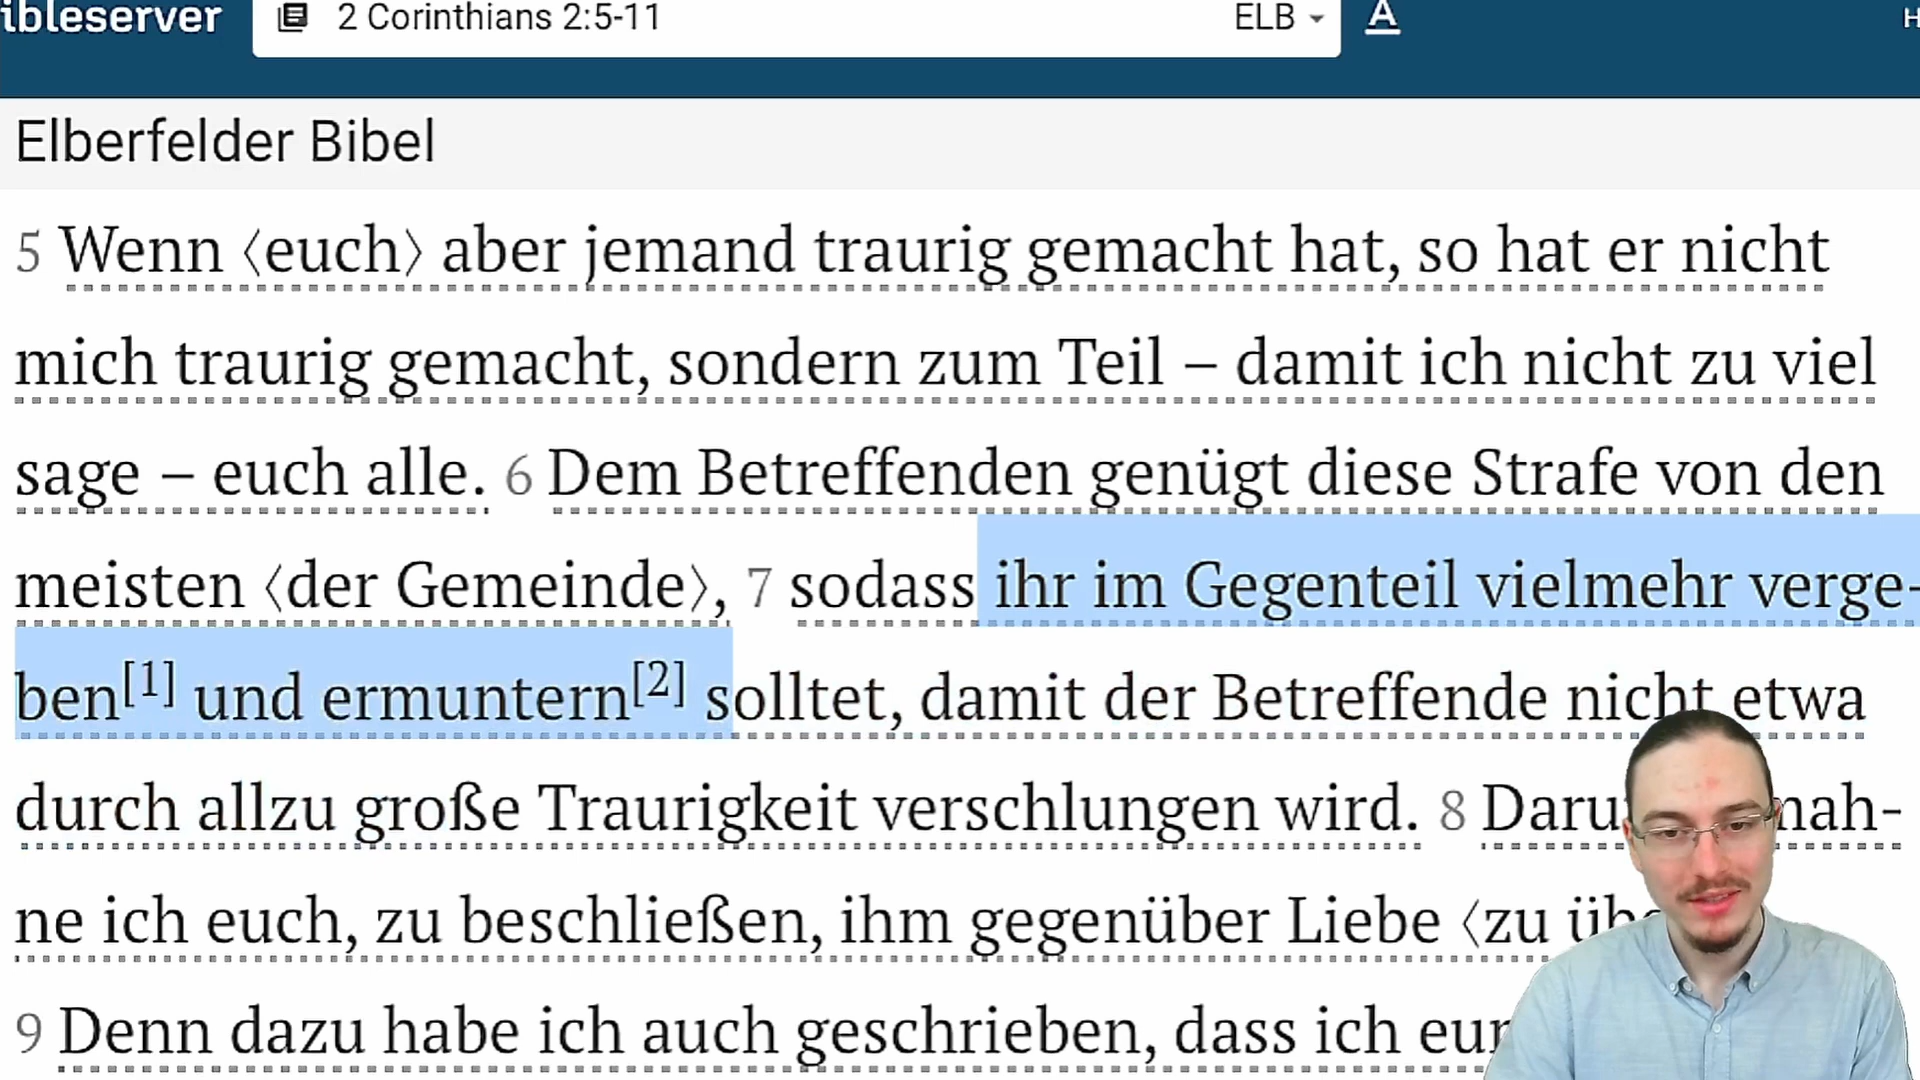 ibleserver 2 Corinthians 2:5-11 ELB A H
Elberfelder Bibel
5 Wenn ⟨euch⟩ aber jemand traurig gemacht hat, so hat er nicht
mich traurig gemacht, sondern zum Teil – damit ich nicht zu viel
sage – euch alle. 6 Dem Betreffenden genügt diese Strafe von den
meisten ⟨der Gemeinde⟩, 7 sodass ihr im Gegenteil vielmehr verge-
ben[1] und ermuntern[2] solltet, damit der Betreffende nicht etwa
durch allzu große Traurigkeit verschlungen wird. 8 Daru nah-
ne ich euch, zu beschließen, ihm gegenüber Liebe ⟨zu üb
9 Denn dazu habe ich auch geschrieben, dass ich eur